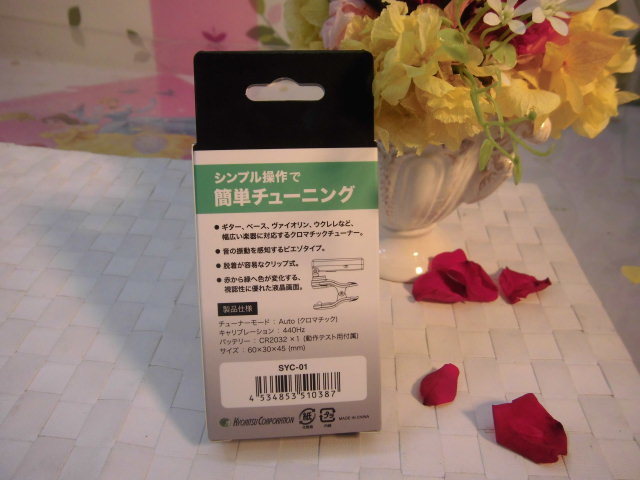 シンプル操作で
簡単チューニング
● ギター、ベース、ヴァイオリン、ウクレレなど、
幅広い楽器に対応するクロマチックチューナー。
● 音の振動を感知するピエゾタイプ。
● 脱着が容易なクリップ式。
● 赤から緑へ色が変化する、
視認性に優れた液晶画面。
製品仕様
チューナーモード : Auto (クロマチック)
キャリブレーション : 440Hz
バッテリー : CR2032 ×1 (動作テスト用付属)
サイズ : 60×30×45 (mm)
SYC-01
4 534853 510387
KYORITSU CORPORATION
紙
MADE IN CHINA